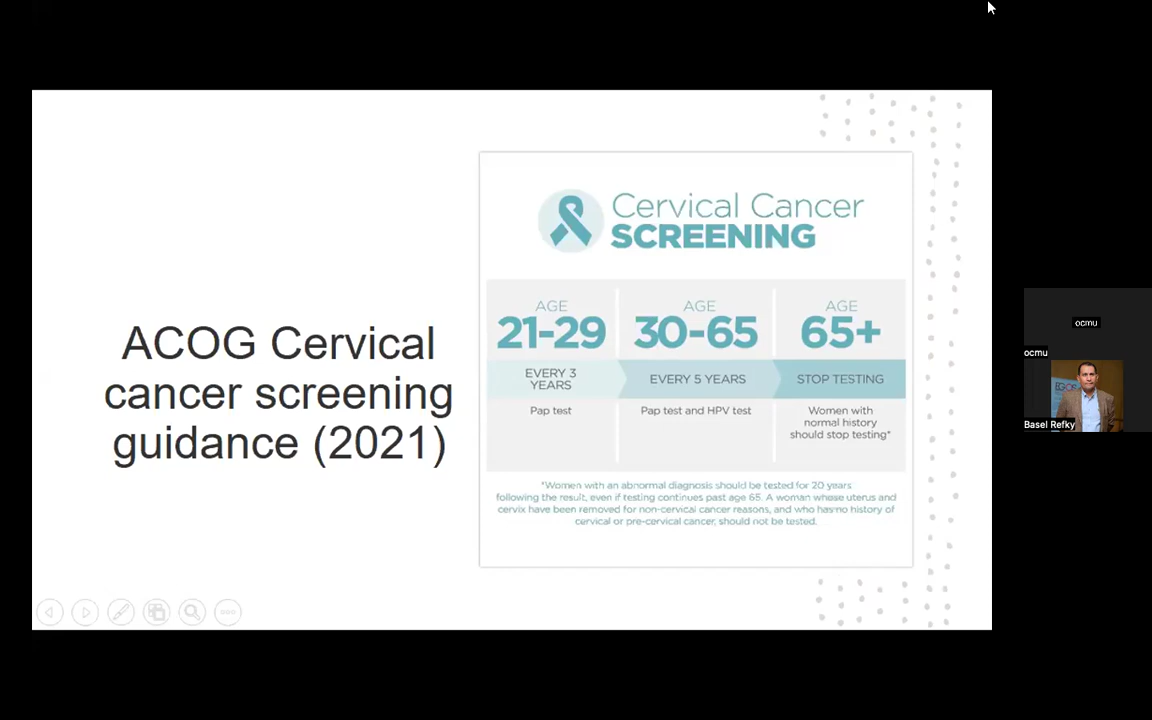 ACOG Cervical
cancer screening
guidance (2021)
Cervical Cancer
SCREENING
AGE
21-29
EVERY 3
YEARS
Pap test
AGE
30-65
EVERY 5 YEARS
Pap test and HPV test
AGE
65+
STOP TESTING
Women with
normal history
should stop testing*
*Women with an abnormal diagnosis should be tested for 20 years
following the result, even if testing continues past age 65. A woman whose uterus and
cervix have been removed for non-cervical cancer reasons, and who has no history of
cervical or pre-cervical cancer, should not be tested.
ocmu
ocmu
Basel Refky